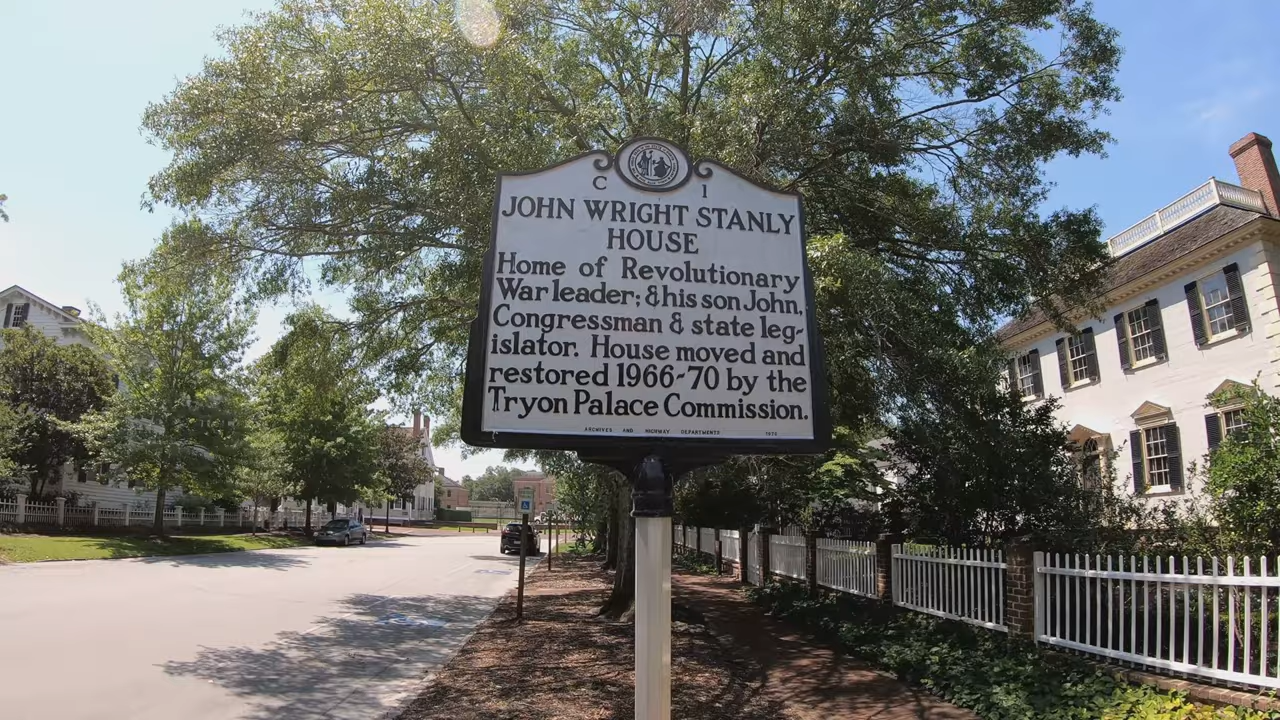 C 1
JOHN WRIGHT STANLY
HOUSE
Home of Revolutionary
War leader; & his son John,
Congressman & state leg-
islator. House moved and
restored 1966-70 by the
Tryon Palace Commission.
ARCHIVES AND HIGHWAY DEPARTMENTS